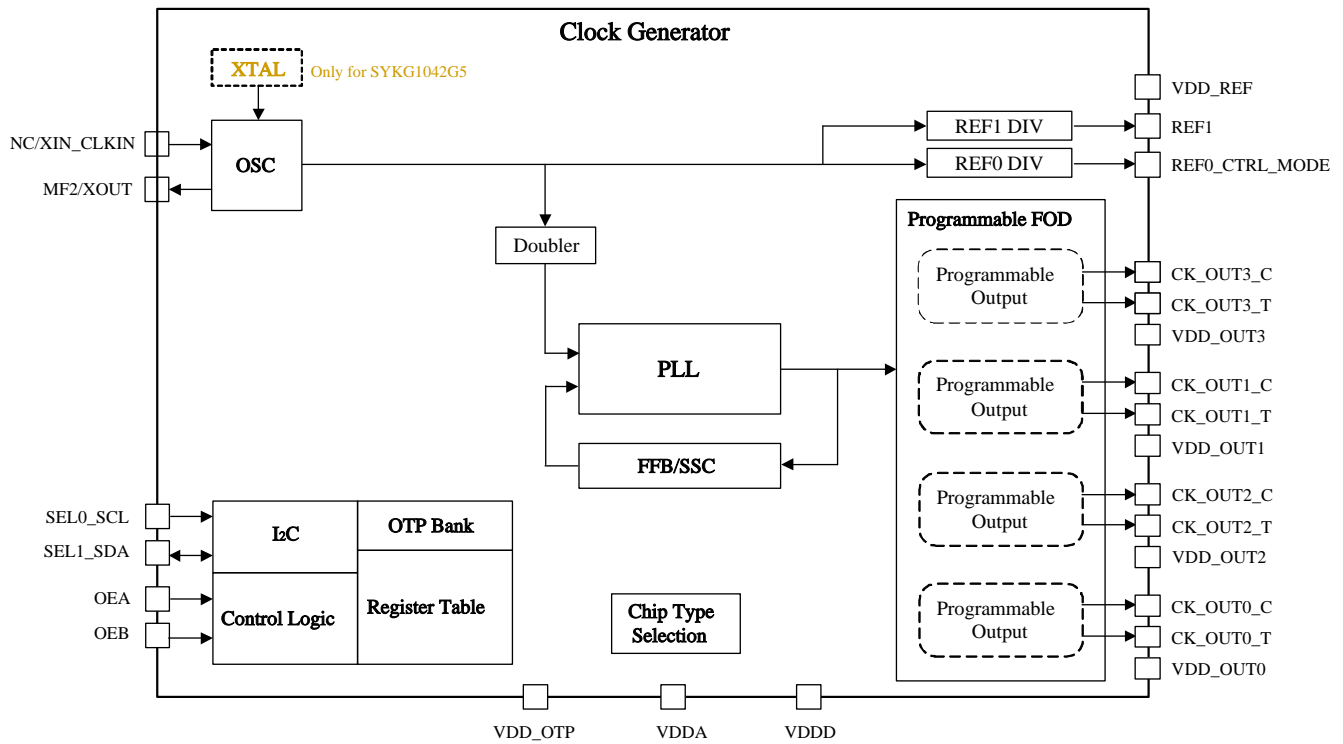 Clock Generator
XTAL
Only for SYKG1042G5
NC/XIN_CLKIN
MF2/XOUT
OSC
REF1 DIV
REF0 DIV
VDD_REF
REF1
REF0_CTRL_MODE
Doubler
PLL
FFB/SSC
Programmable FOD
Programmable
Output
CK_OUT3_C
CK_OUT3_T
VDD_OUT3
Programmable
Output
CK_OUT1_C
CK_OUT1_T
VDD_OUT1
Programmable
Output
CK_OUT2_C
CK_OUT2_T
VDD_OUT2
Programmable
Output
CK_OUT0_C
CK_OUT0_T
VDD_OUT0
SEL0_SCL
SEL1_SDA
OEA
OEB
I2C
OTP Bank
Control Logic
Register Table
Chip Type
Selection
VDD_OTP
VDDA
VDDD